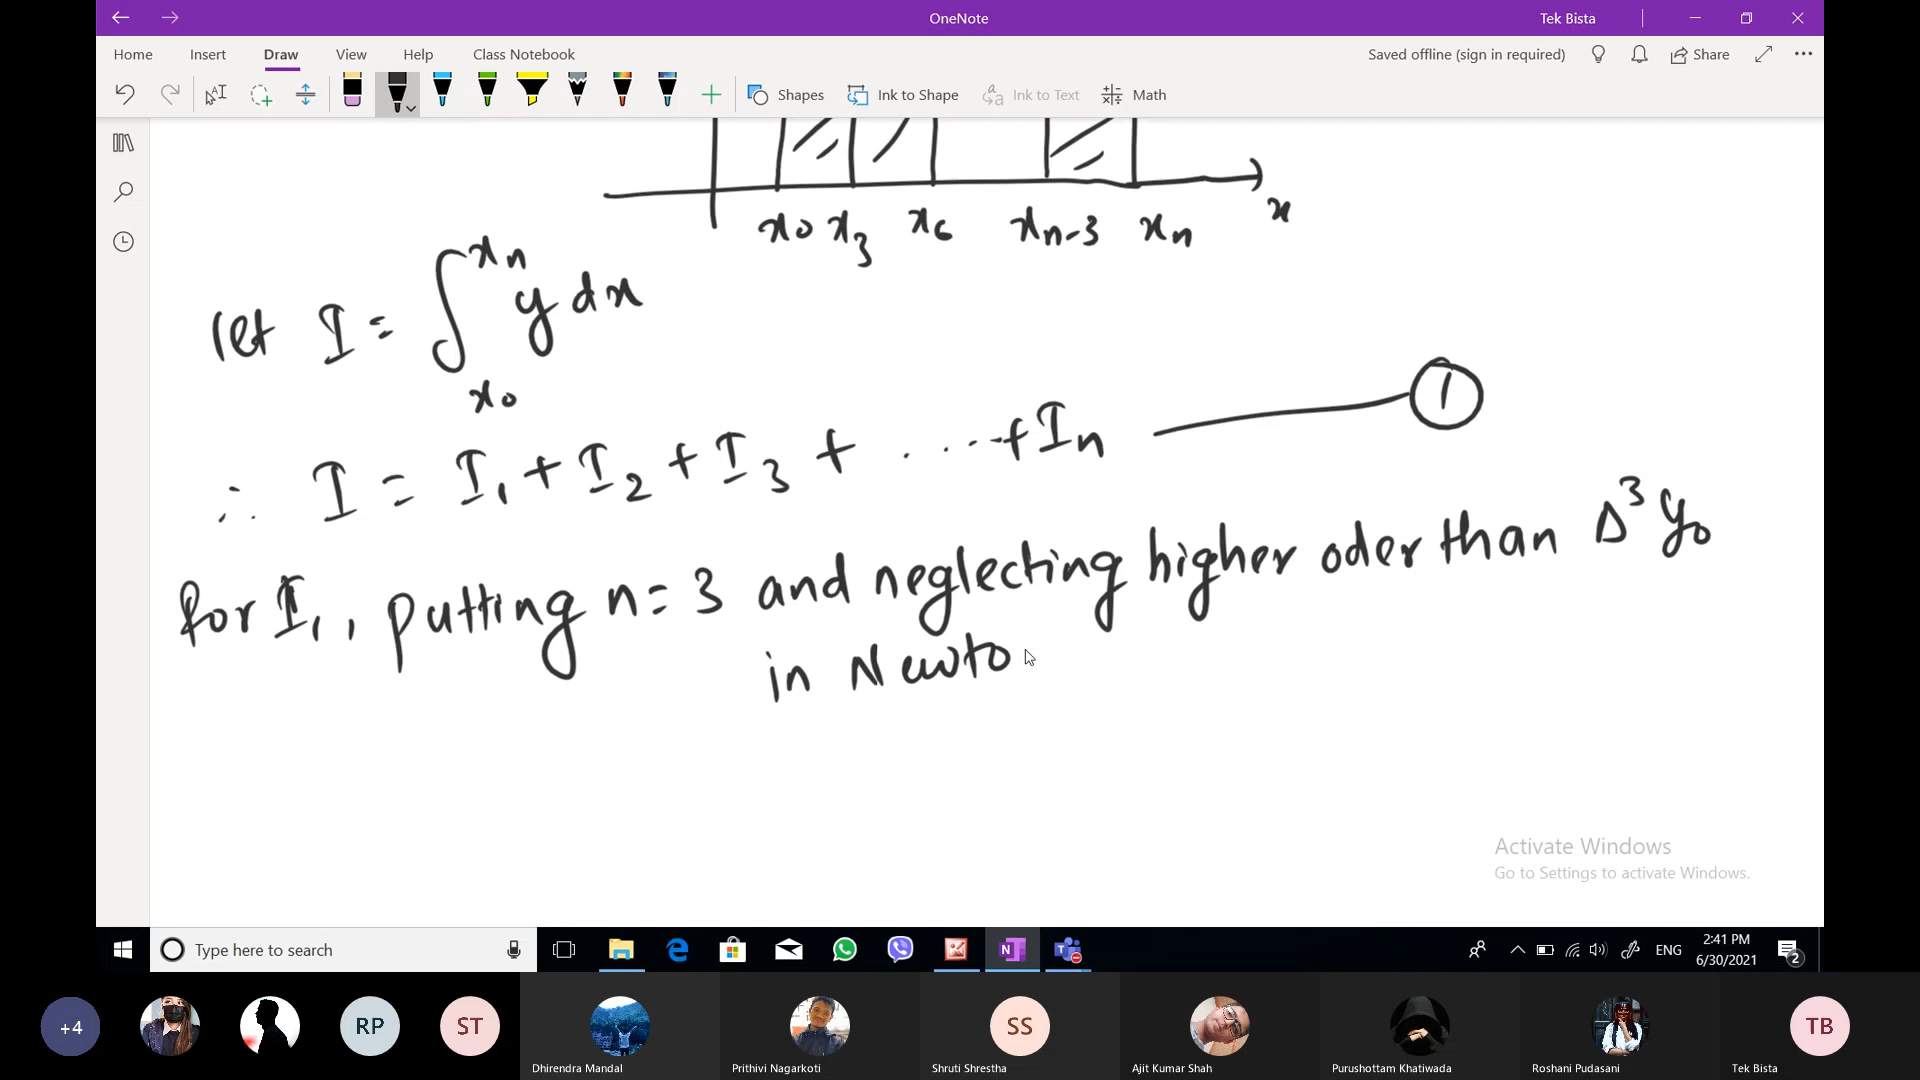 OneNote
Tek Bista
Home Insert Draw View Help Class Notebook
Saved offline (sign in required) Share
Shapes Ink to Shape Ink to Text Math
x0 x3 x6 xn-3 xn x
let I = ∫ x0 xn y dx
∴ I = I1 + I2 + I3 + ....+ In ——— ①
for I1, putting n = 3 and neglecting higher oder than Δ³y0
in Newto
Activate Windows
Go to Settings to activate Windows.
Type here to search
ENG
2:41 PM
6/30/2021
2
+4 RP ST SS TB
Dhirendra Mandal Prithivi Nagarkoti Shruti Shrestha Ajit Kumar Shah Purushottam Khatiwada Roshani Pudasani Tek Bista